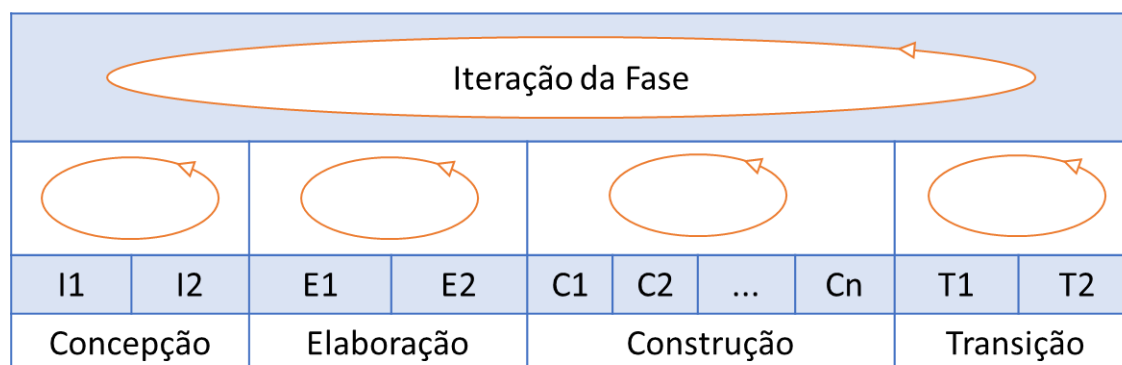 Iteração da Fase
I1 I2 E1 E2 C1 C2 ... Cn T1 T2
Concepção Elaboração Construção Transição